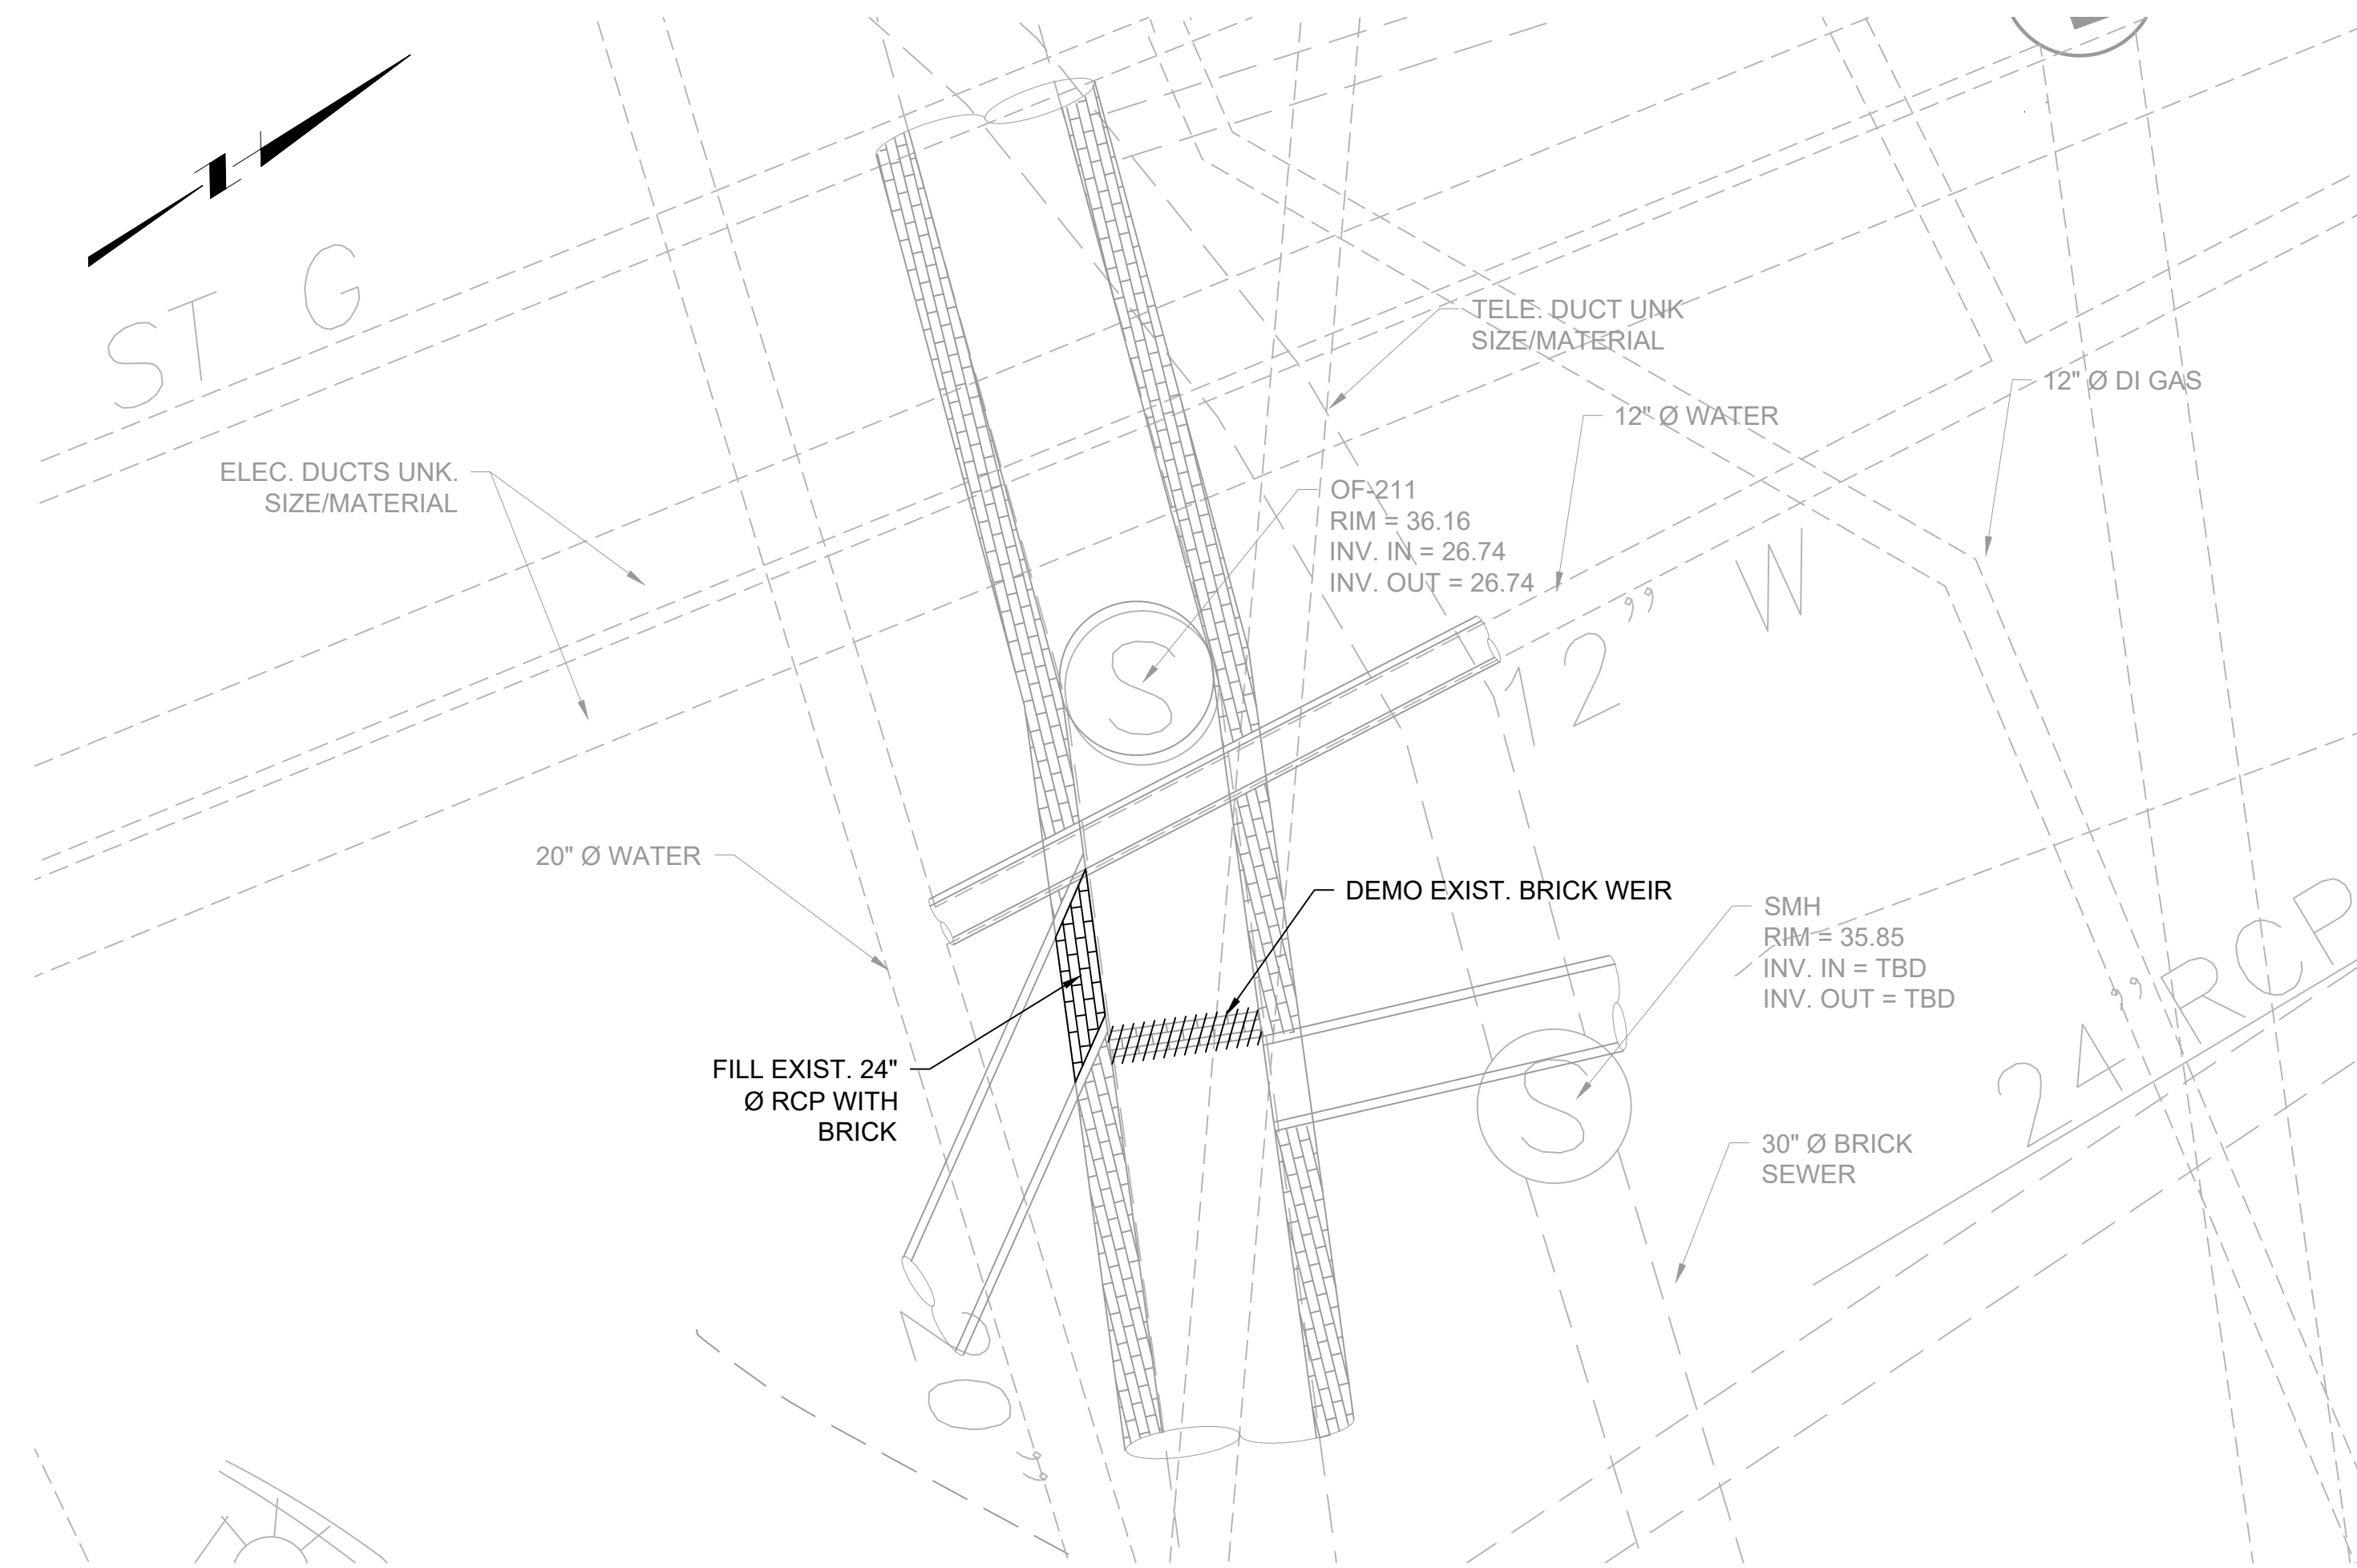 ST G
TELE. DUCT UNK
SIZE/MATERIAL
12" Ø DI GAS
12" Ø WATER
ELEC. DUCTS UNK.
SIZE/MATERIAL
OF-211
RIM = 36.16
INV. IN = 26.74
INV. OUT = 26.74
12" W
S
20" Ø WATER
DEMO EXIST. BRICK WEIR
SMH
RIM = 35.85
INV. IN = TBD
INV. OUT = TBD
24" RCP
FILL EXIST. 24"
Ø RCP WITH
BRICK
S
30" Ø BRICK
SEWER
20"